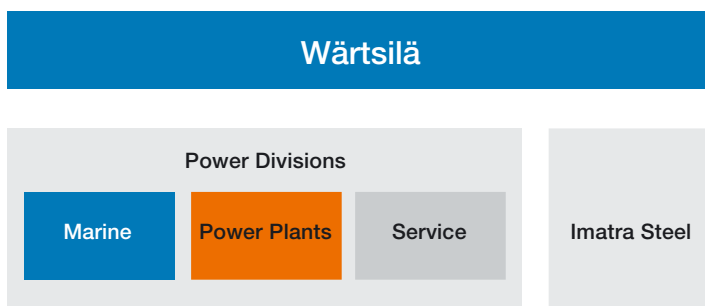 Wärtsilä
Power Divisions
Marine
Power Plants
Service
Imatra Steel